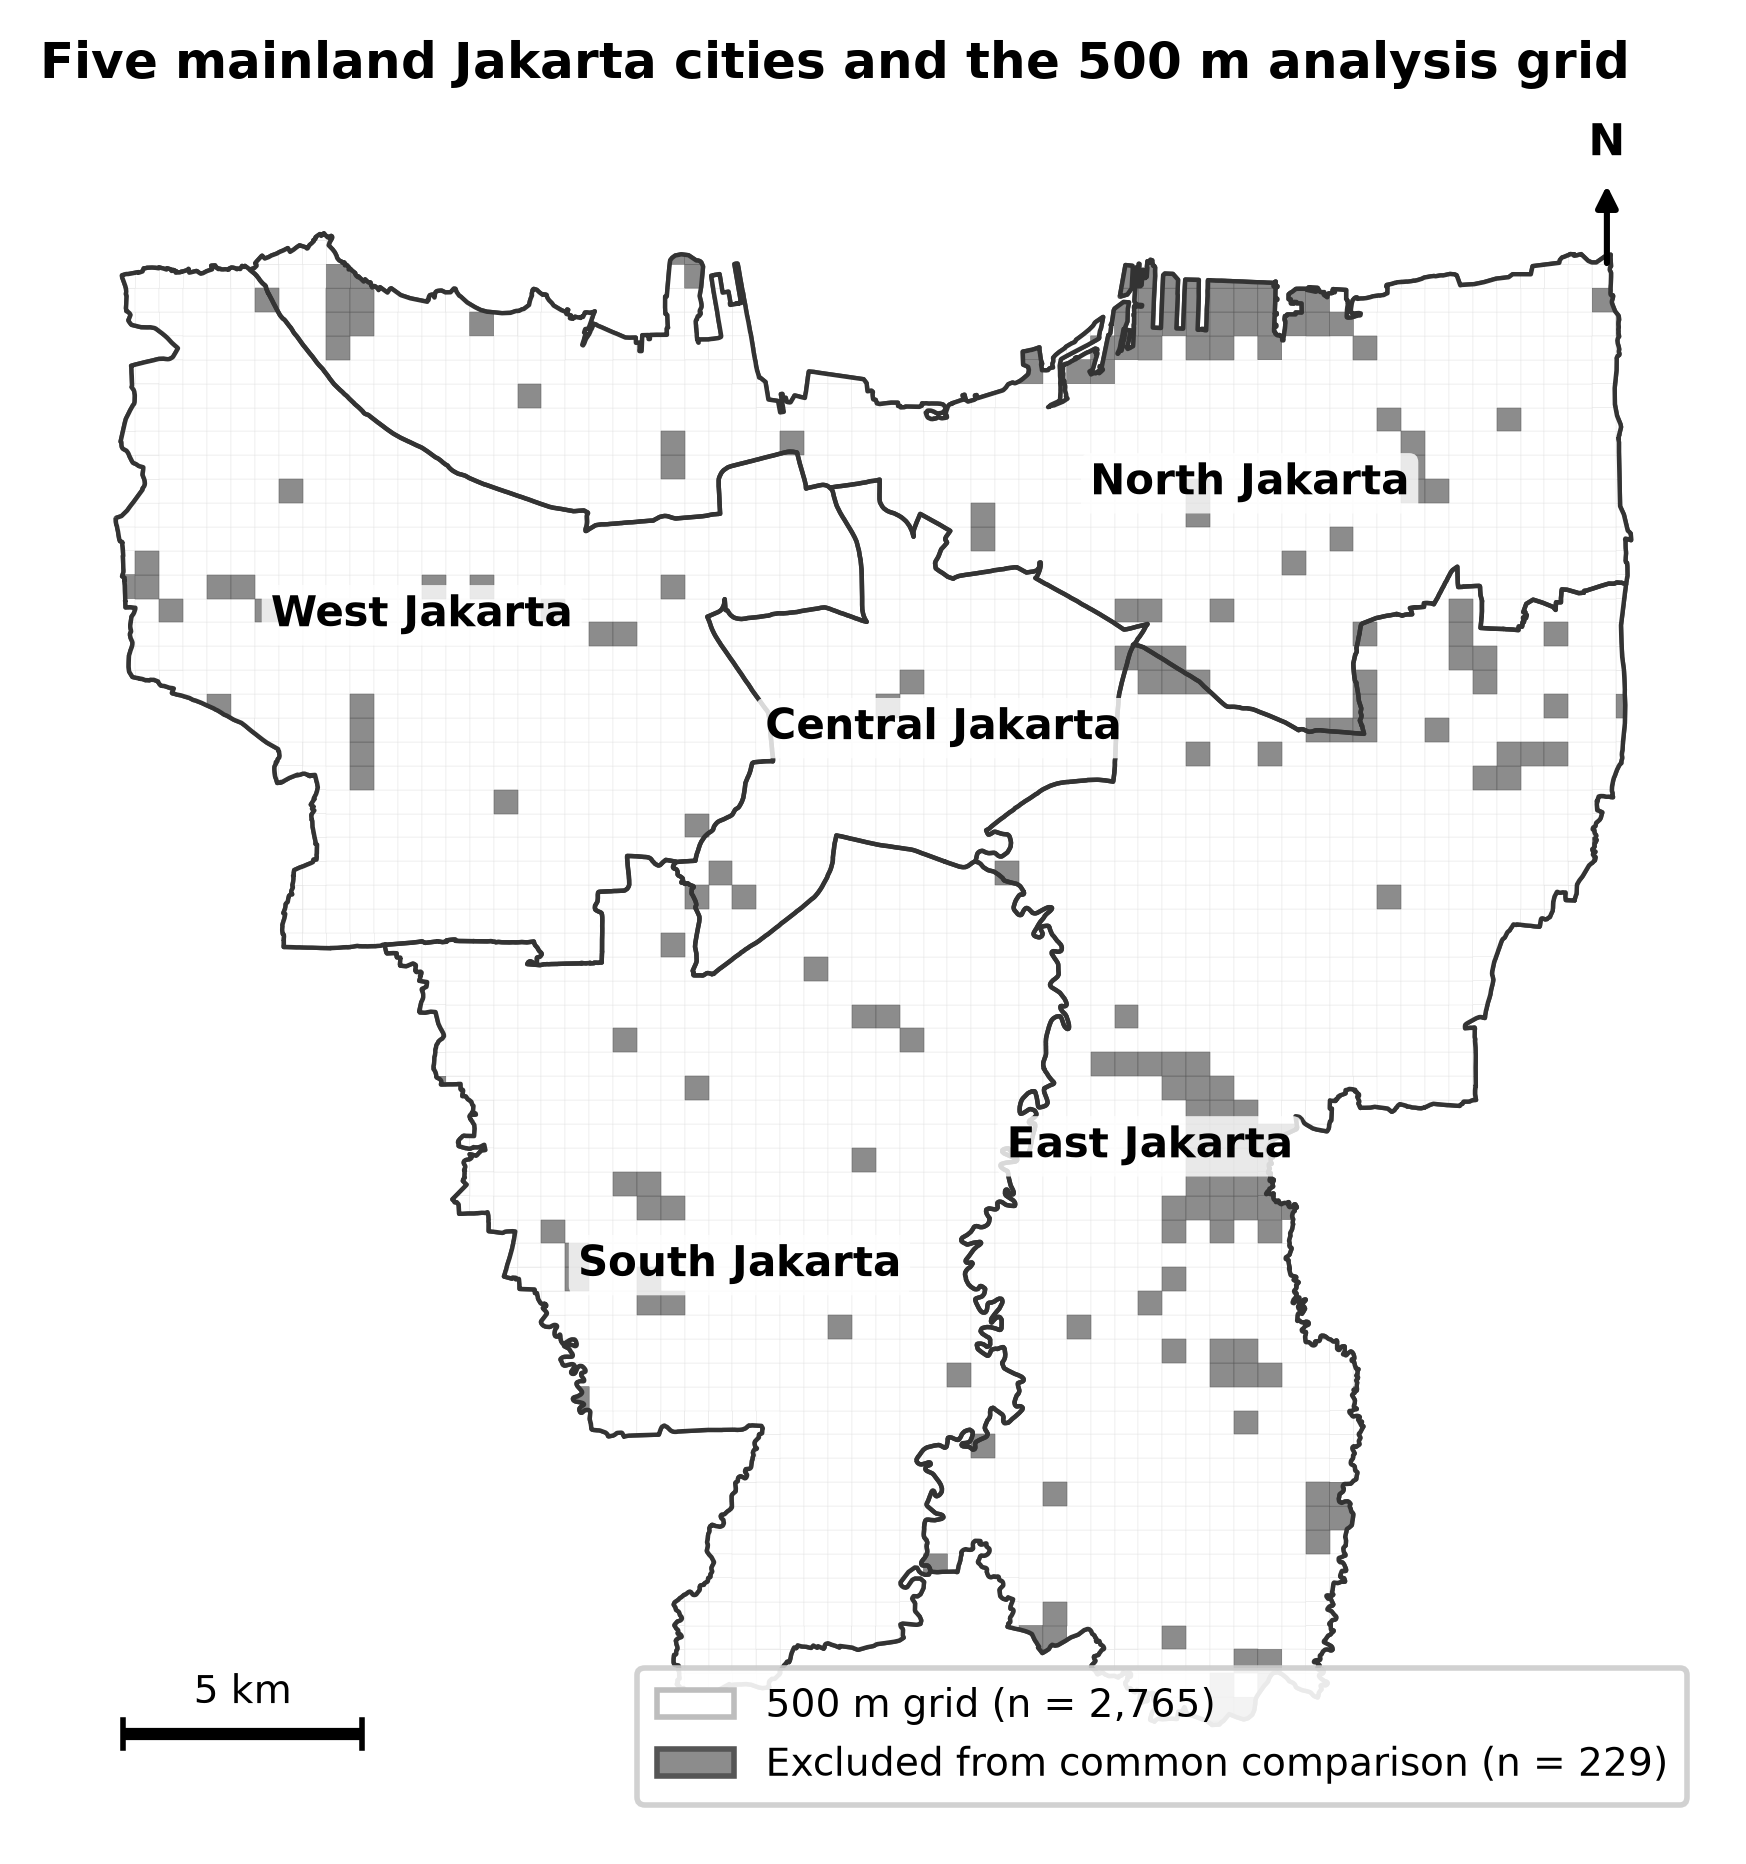 Five mainland Jakarta cities and the 500 m analysis grid
N
North Jakarta
West Jakarta
Central Jakarta
East Jakarta
South Jakarta
5 km
500 m grid (n = 2,765)
Excluded from common comparison (n = 229)